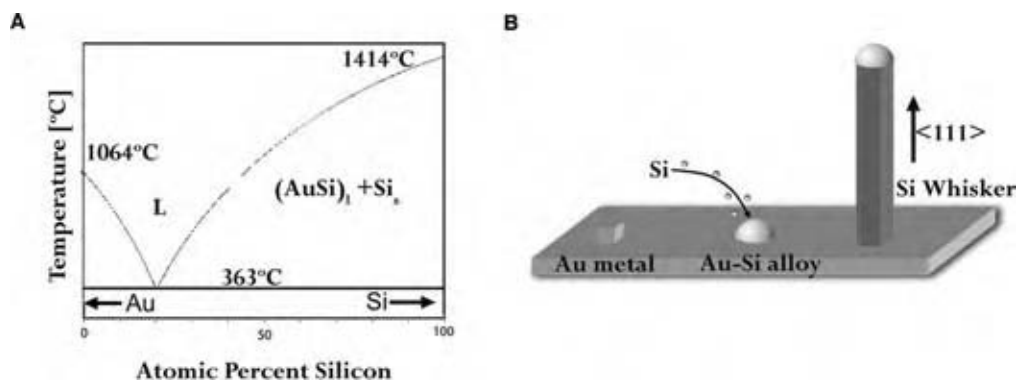 A
1414°C
1064°C
L
(AuSi)l +Sis
363°C
Au
Si
0
50
100
Temperature [°C]
Atomic Percent Silicon
B
<111>
Si
Si Whisker
Au metal
Au-Si alloy